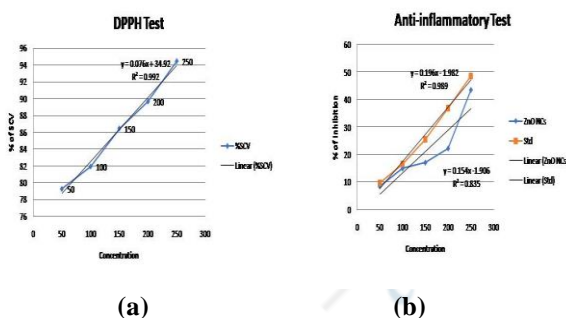 DPPH Test
96
94
92
90
88
86
84
82
80
78
76
% of SCV
y = 0.076x + 34.92
R² = 0.992
50
100
150
200
250
0 50 100 150 200 250 300
Concentration
%SCV
Linear (%SCV)
(a)
Anti-inflammatory Test
60
50
40
30
20
10
0
% of Inhibition
y = 0.196x - 1.982
R² = 0.989
y = 0.154x - 1.906
R² = 0.835
0 50 100 150 200 250 300
Concentration
ZnO NCs
Std
Linear (ZnO NCs)
Linear (Std)
(b)